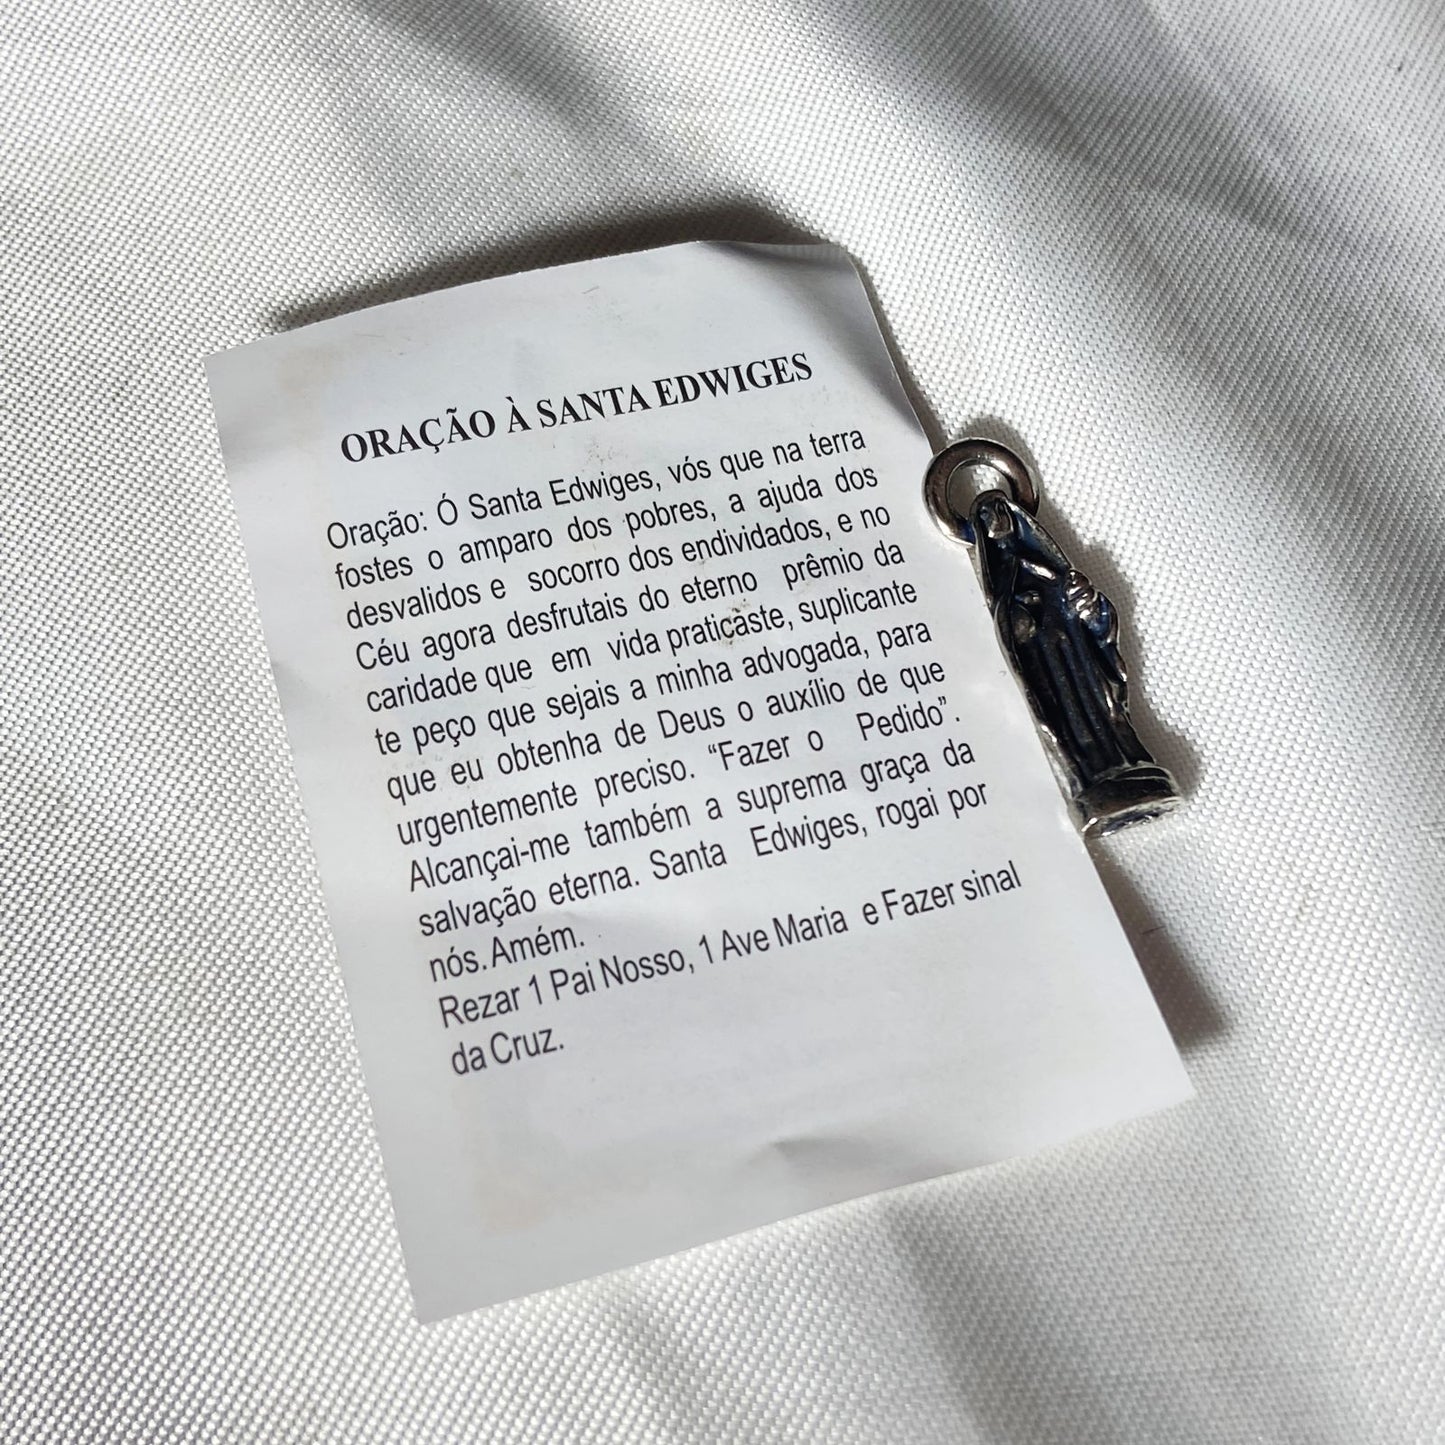 ORAÇÃO À SANTA EDWIGES
Oração: Ó Santa Edwiges, vós que na terra
fostes o amparo dos pobres, a ajuda dos
desvalidos e socorro dos endividados, e no
Céu agora desfrutais do eterno prêmio da
caridade que em vida praticaste, suplicante
te peço que sejais a minha advogada, para
que eu obtenha de Deus o auxílio de que
urgentemente preciso. “Fazer o Pedido”.
Alcançai-me também a suprema graça da
salvação eterna. Santa Edwiges, rogai por
nós. Amém.
Rezar 1 Pai Nosso, 1 Ave Maria e Fazer sinal
da Cruz.